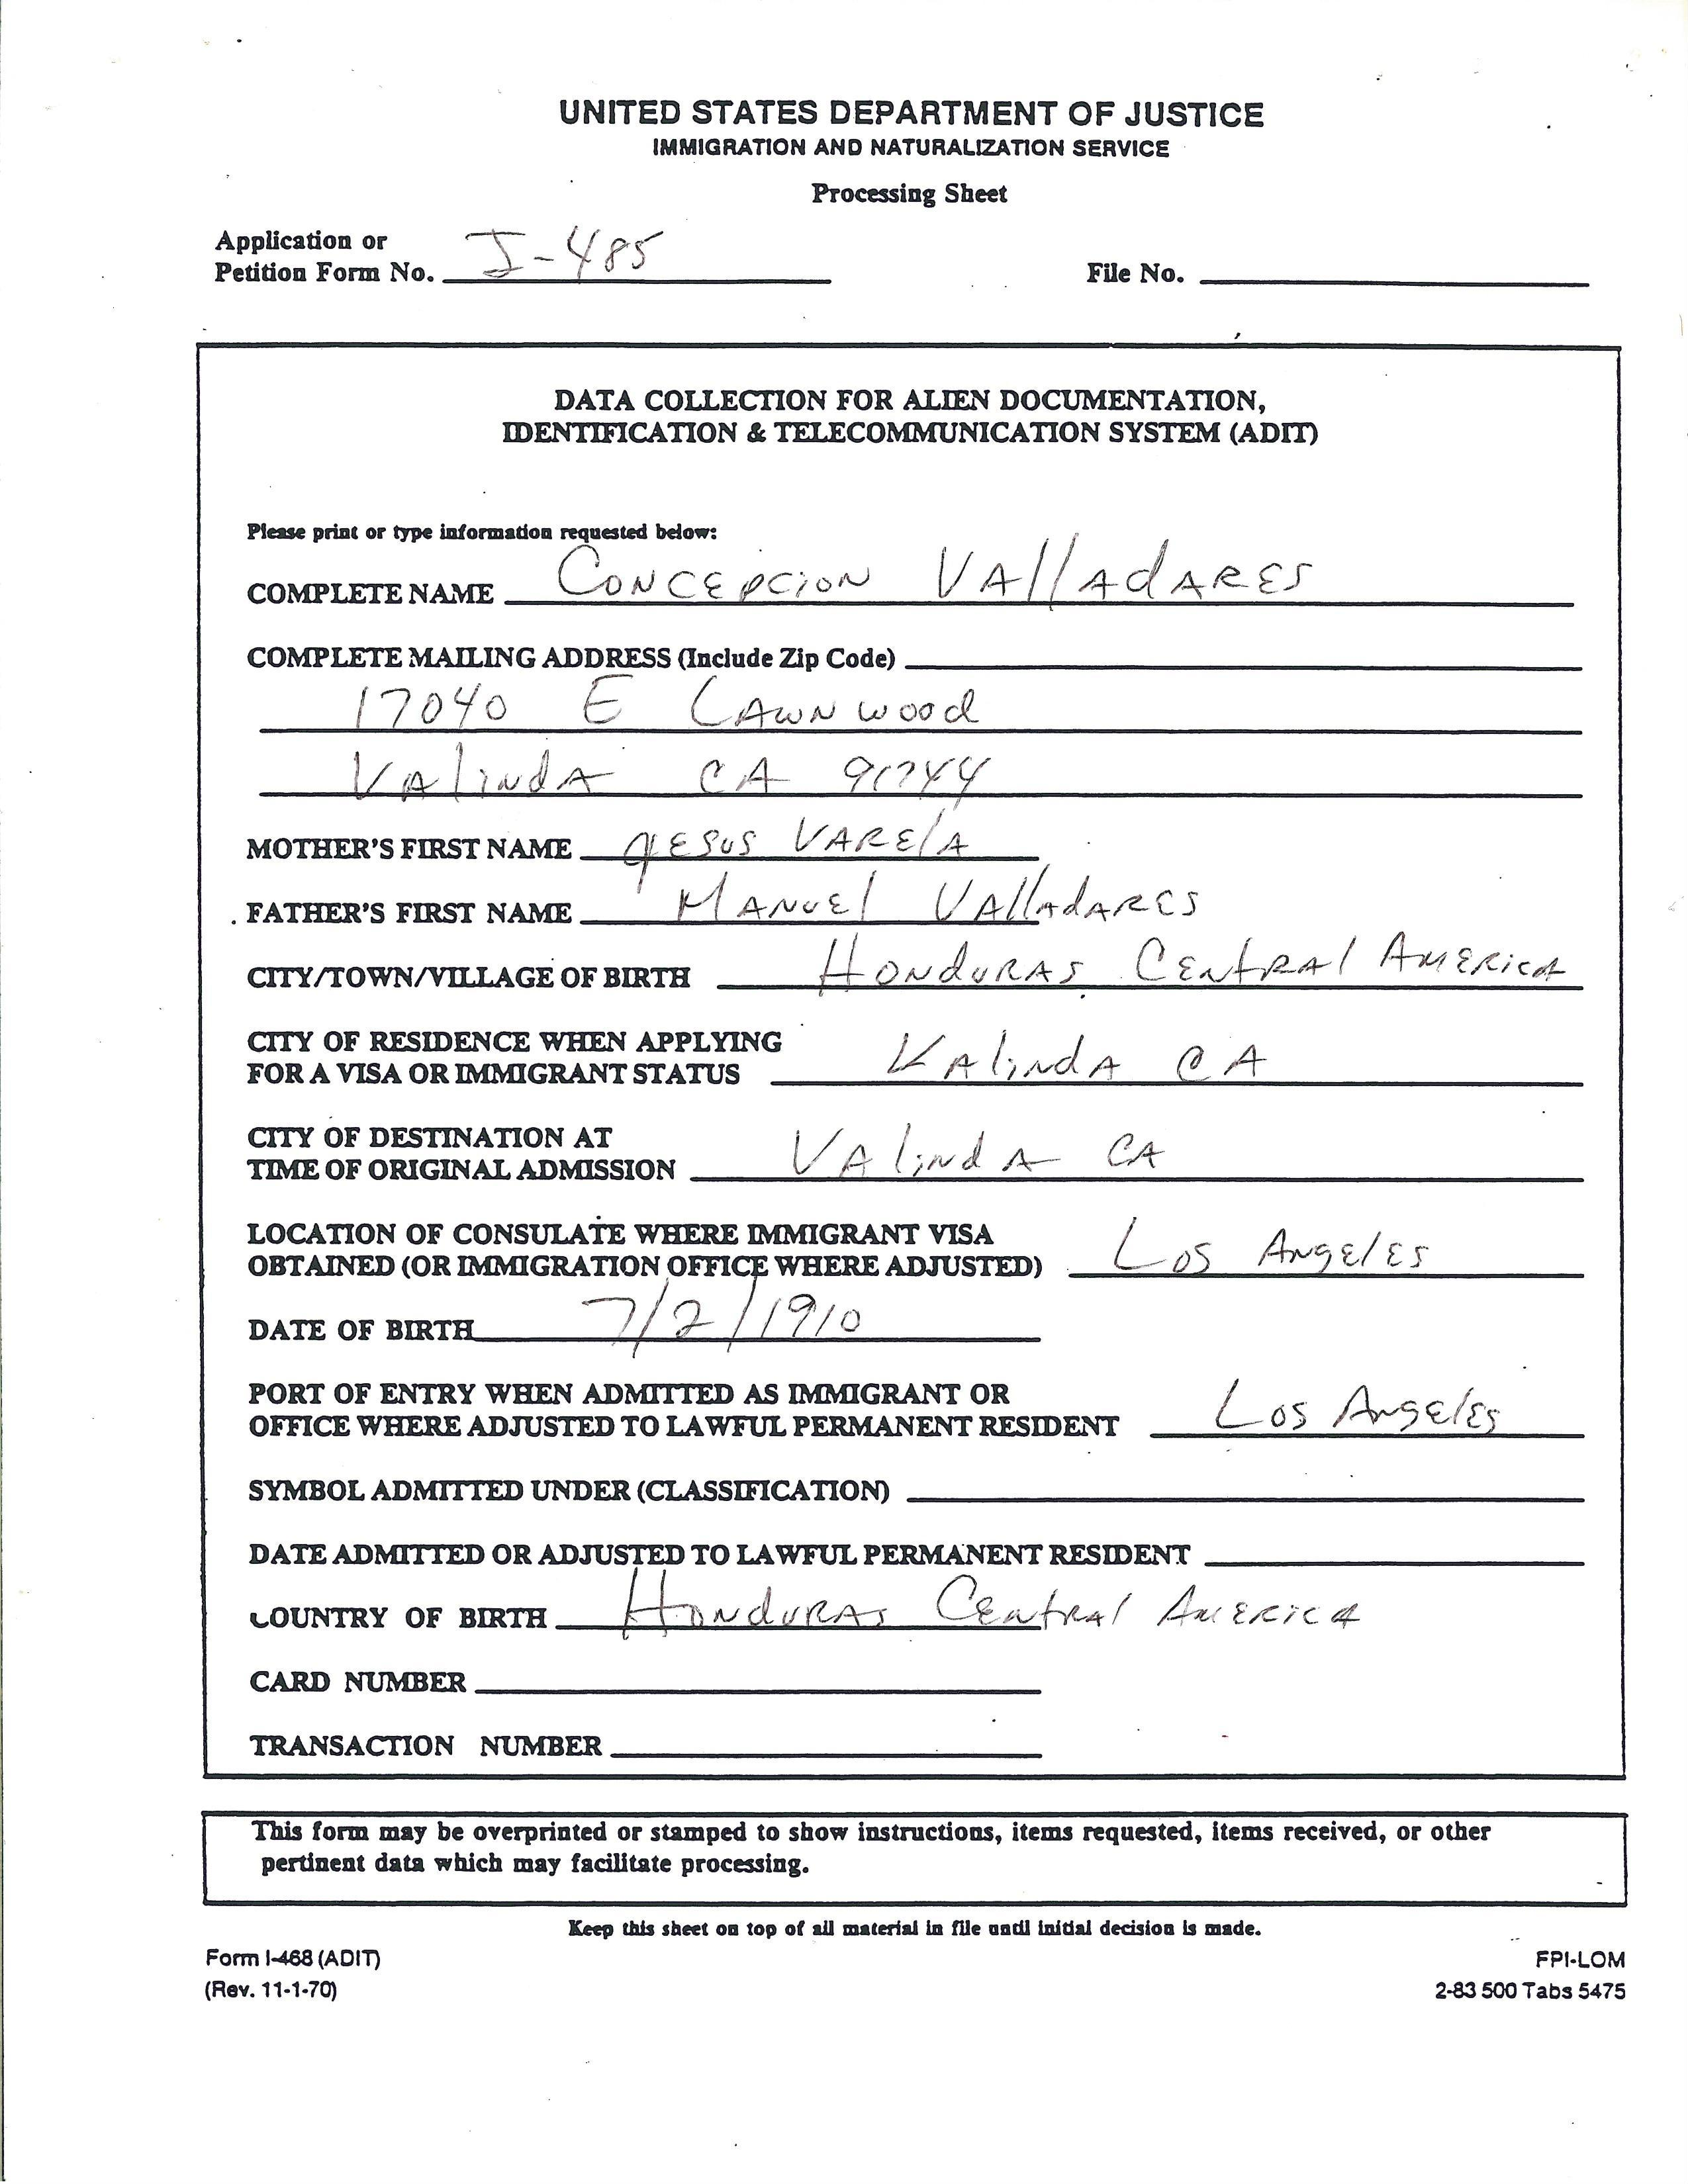 UNITED STATES DEPARTMENT OF JUSTICE
IMMIGRATION AND NATURALIZATION SERVICE
Processing Sheet
Application or
Petition Form No. I-485 File No.
DATA COLLECTION FOR ALIEN DOCUMENTATION,
IDENTIFICATION & TELECOMMUNICATION SYSTEM (ADIT)
Please print or type information requested below:
COMPLETE NAME CONCEPCION VAllAdARES
COMPLETE MAILING ADDRESS (Include Zip Code)
17040 E LAWNWOOd
VAlindA CA 91744
MOTHER'S FIRST NAME JESUS VARElA
FATHER'S FIRST NAME MANUEl VAllAdARES
CITY/TOWN/VILLAGE OF BIRTH HONduRAS CENtRAl AMERICA
CITY OF RESIDENCE WHEN APPLYING
FOR A VISA OR IMMIGRANT STATUS VAlindA CA
CITY OF DESTINATION AT
TIME OF ORIGINAL ADMISSION VAlindA CA
LOCATION OF CONSULATE WHERE IMMIGRANT VISA
OBTAINED (OR IMMIGRATION OFFICE WHERE ADJUSTED) Los ANgElES
DATE OF BIRTH 7/2/1910
PORT OF ENTRY WHEN ADMITTED AS IMMIGRANT OR
OFFICE WHERE ADJUSTED TO LAWFUL PERMANENT RESIDENT Los ANgElES
SYMBOL ADMITTED UNDER (CLASSIFICATION)
DATE ADMITTED OR ADJUSTED TO LAWFUL PERMANENT RESIDENT
COUNTRY OF BIRTH HONduRAS CENtRAl AMERICA
CARD NUMBER
TRANSACTION NUMBER
This form may be overprinted or stamped to show instructions, items requested, items received, or other
pertinent data which may facilitate processing.
Keep this sheet on top of all material in file until initial decision is made.
Form I-468 (ADIT) FPI-LOM
(Rev. 11-1-70) 2-83 500 Tabs 5475